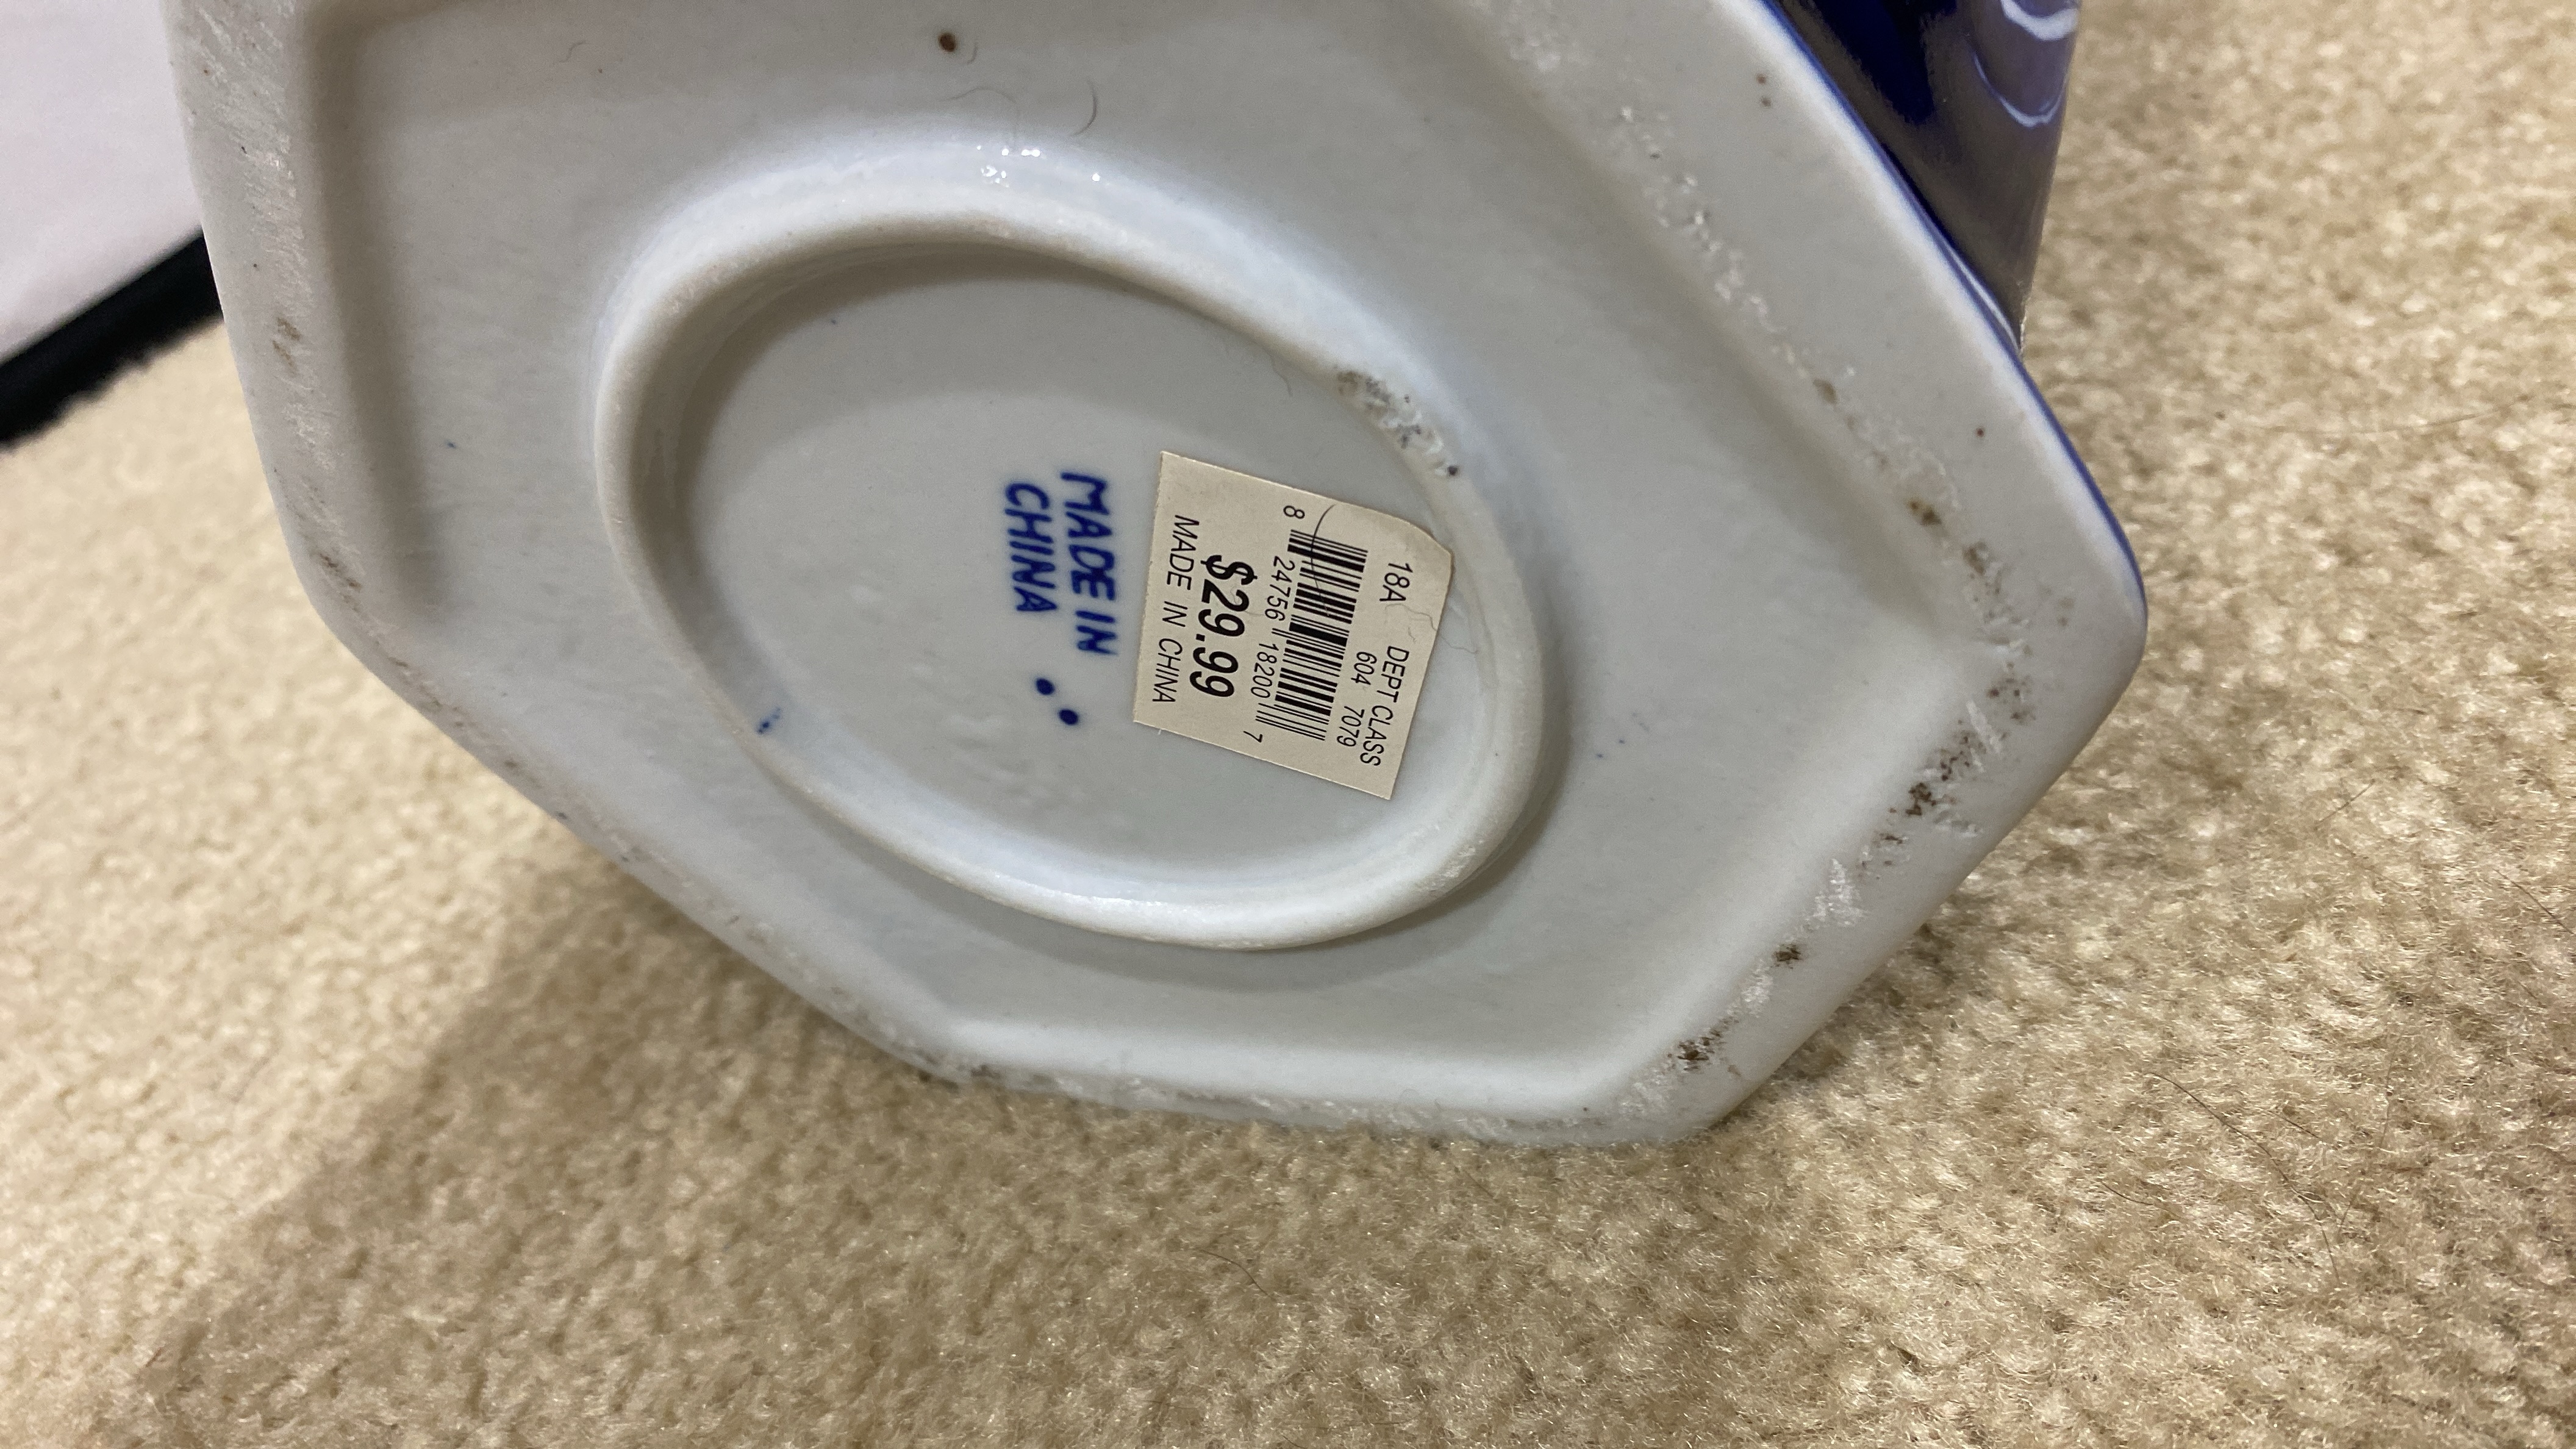 MADE IN
CHINA
18A DEPT CLASS
604 7079
8 24756 18200 7
$29.99
MADE IN CHINA